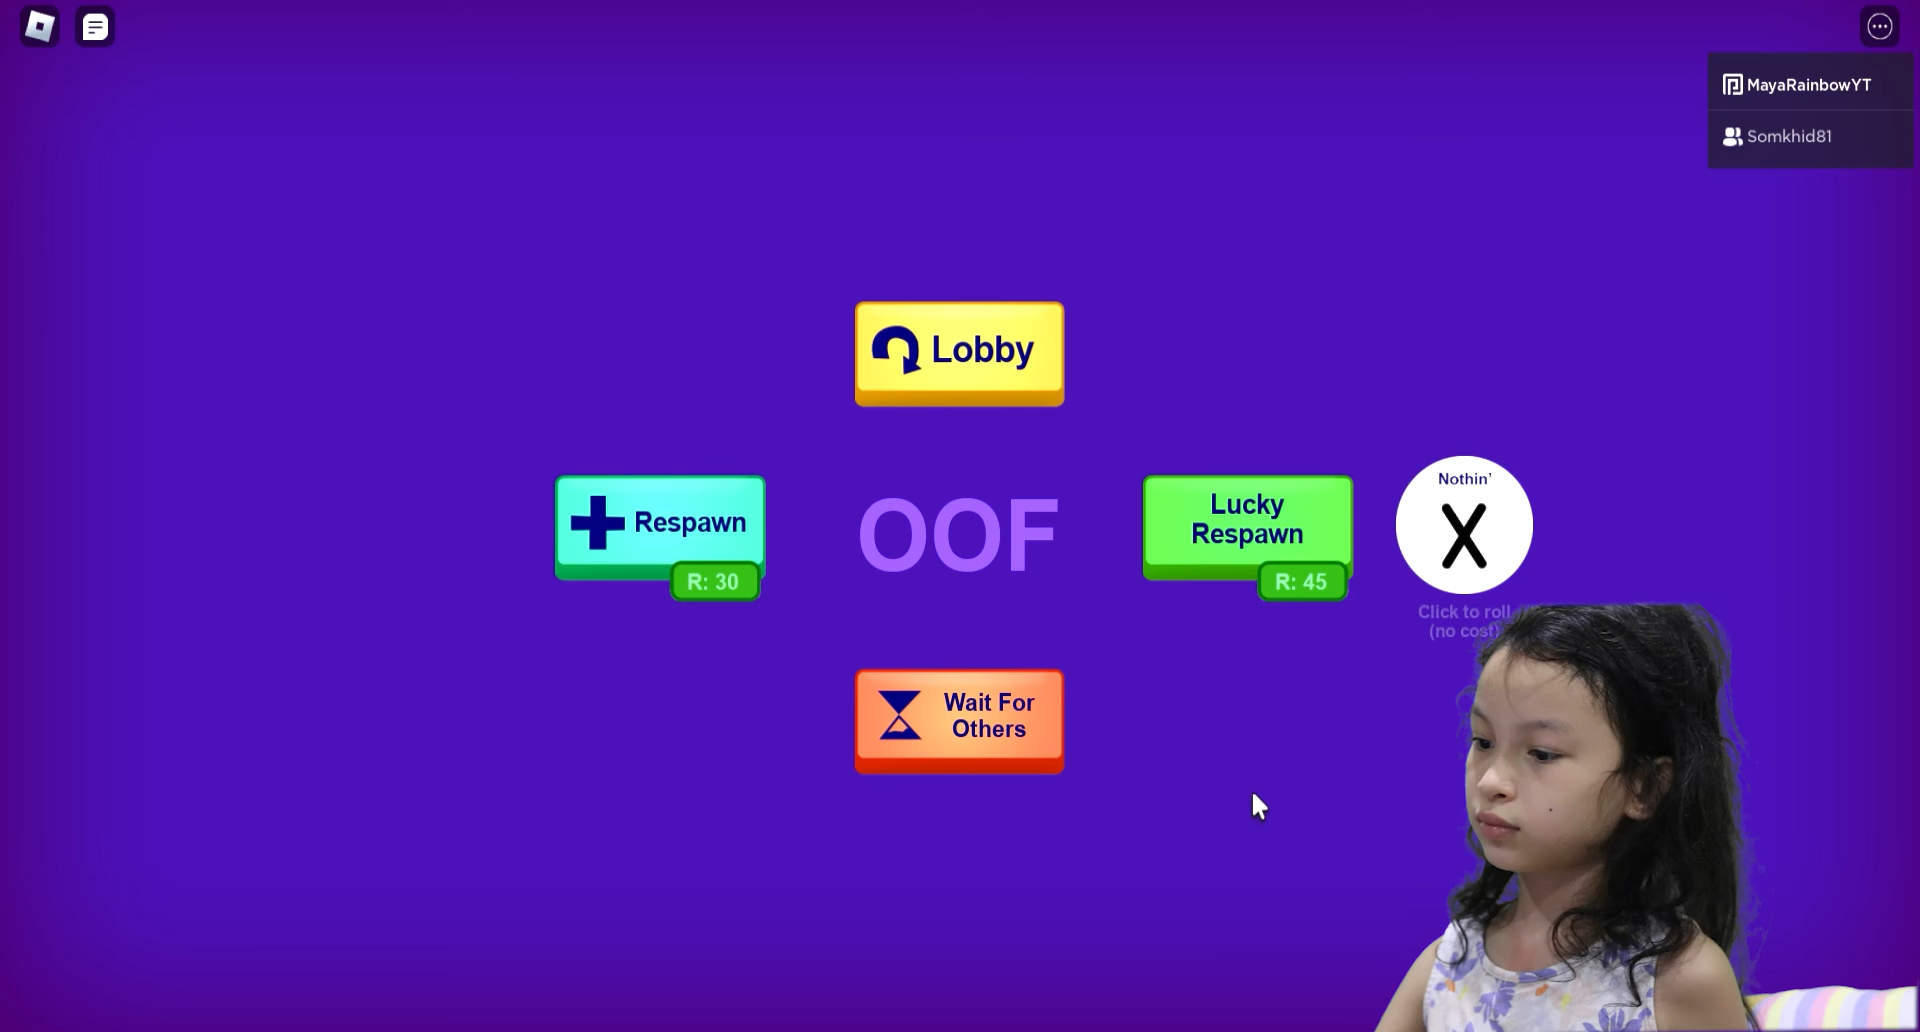 MayaRainbowYT
Somkhid81
Lobby
Respawn
R: 30
OOF
Lucky
Respawn
R: 45
Nothin'
X
Click to roll
(no cost)
Wait For
Others